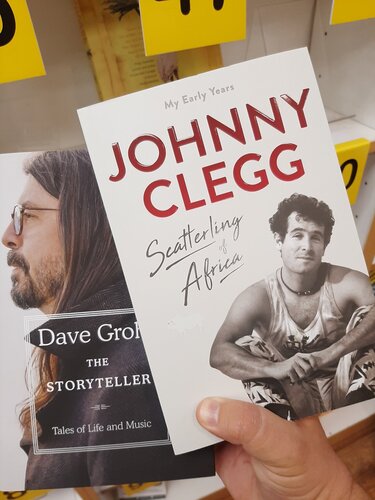 My Early Years
JOHNNY
CLEGG
Scatterling
of
Africa
Dave Groh
THE
STORYTELLER
Tales of Life and Music